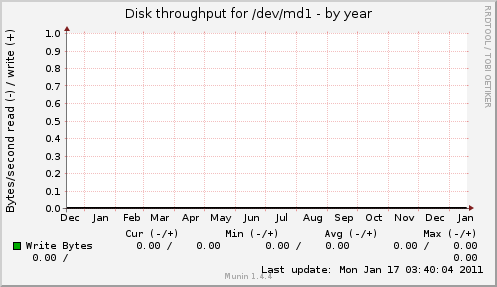 Disk throughput for /dev/md1 - by year
RRDTOOL / TOBI OETIKER
Bytes/second read (-) / write (+)
1.0
0.9
0.8
0.7
0.6
0.5
0.4
0.3
0.2
0.1
0.0
Dec Jan Feb Mar Apr May Jun Jul Aug Sep Oct Nov Dec Jan
Cur (-/+) Min (-/+) Avg (-/+) Max (-/+)
Write Bytes 0.00 / 0.00 0.00 / 0.00 0.00 / 0.00
0.00 / 0.00
Last update: Mon Jan 17 03:40:04 2011
Munin 1.4.4